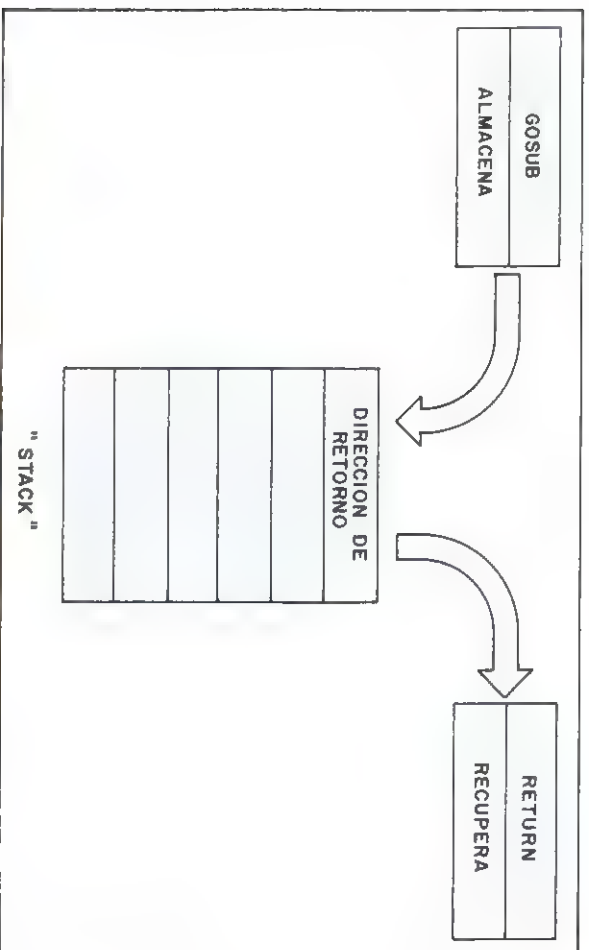 GOSUB
ALMACENA
DIRECCION DE
RETORNO
RETURN
RECUPERA
" STACK "